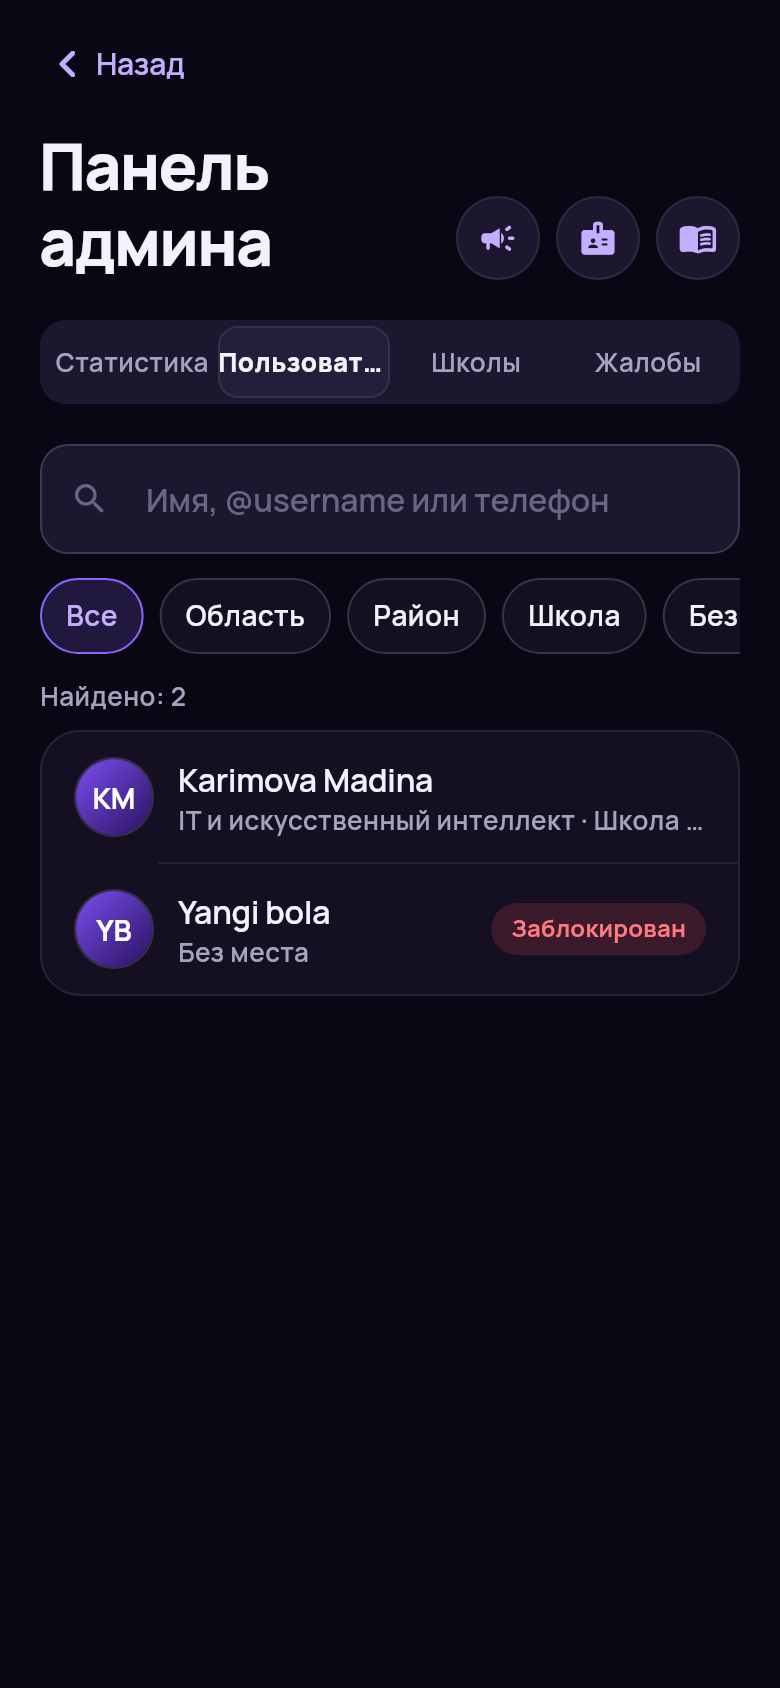 Назад
Панель
админа
Статистика Пользоват... Школы Жалобы
Имя, @username или телефон
Все Область Район Школа Без
Найдено: 2
KM Karimova Madina
IT и искусственный интеллект · Школа ...
YB Yangi bola Заблокирован
Без места